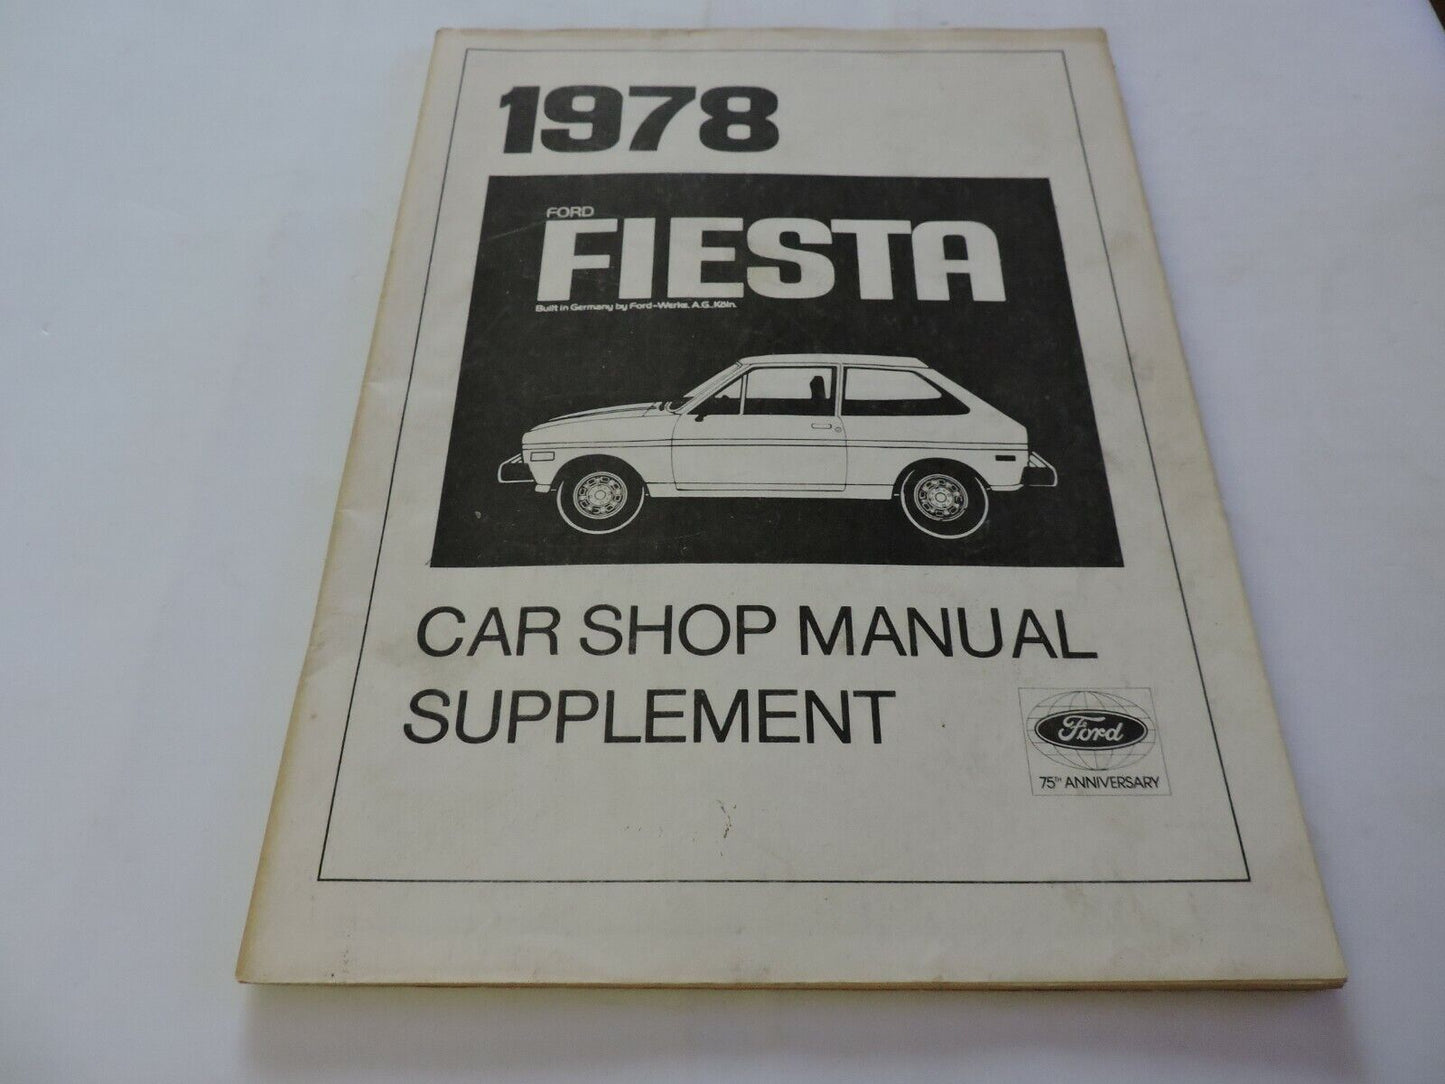 1978
FORD
FIESTA
Built in Germany by Ford-Werke. A.G., Köln.
CAR SHOP MANUAL
SUPPLEMENT
Ford
75TH ANNIVERSARY